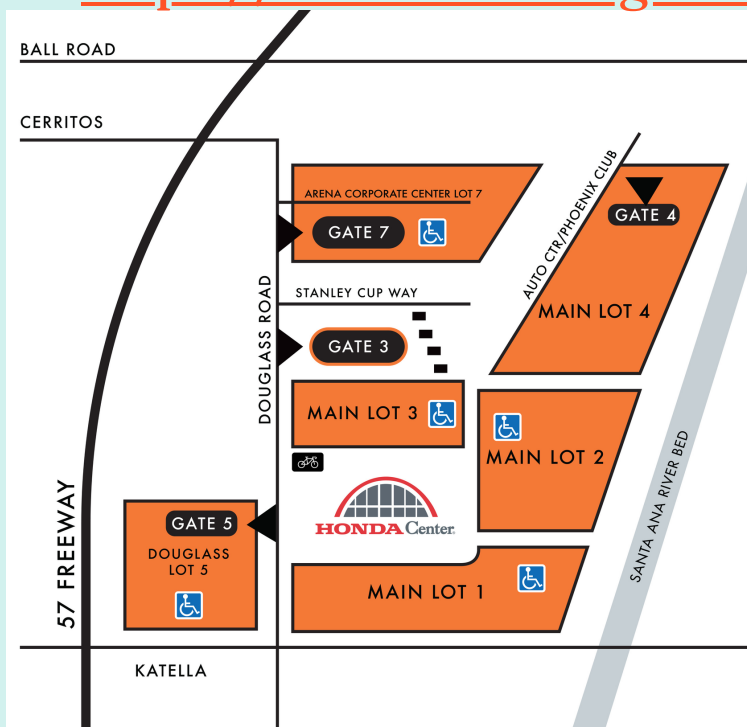 BALL ROAD
CERRITOS
ARENA CORPORATE CENTER LOT 7
GATE 7
AUTO CTR/PHOENIX CLUB
GATE 4
STANLEY CUP WAY
MAIN LOT 4
DOUGLASS ROAD
GATE 3
MAIN LOT 3
MAIN LOT 2
57 FREEWAY
GATE 5
HONDA Center
DOUGLASS
LOT 5
MAIN LOT 1
SANTA ANA RIVER BED
KATELLA